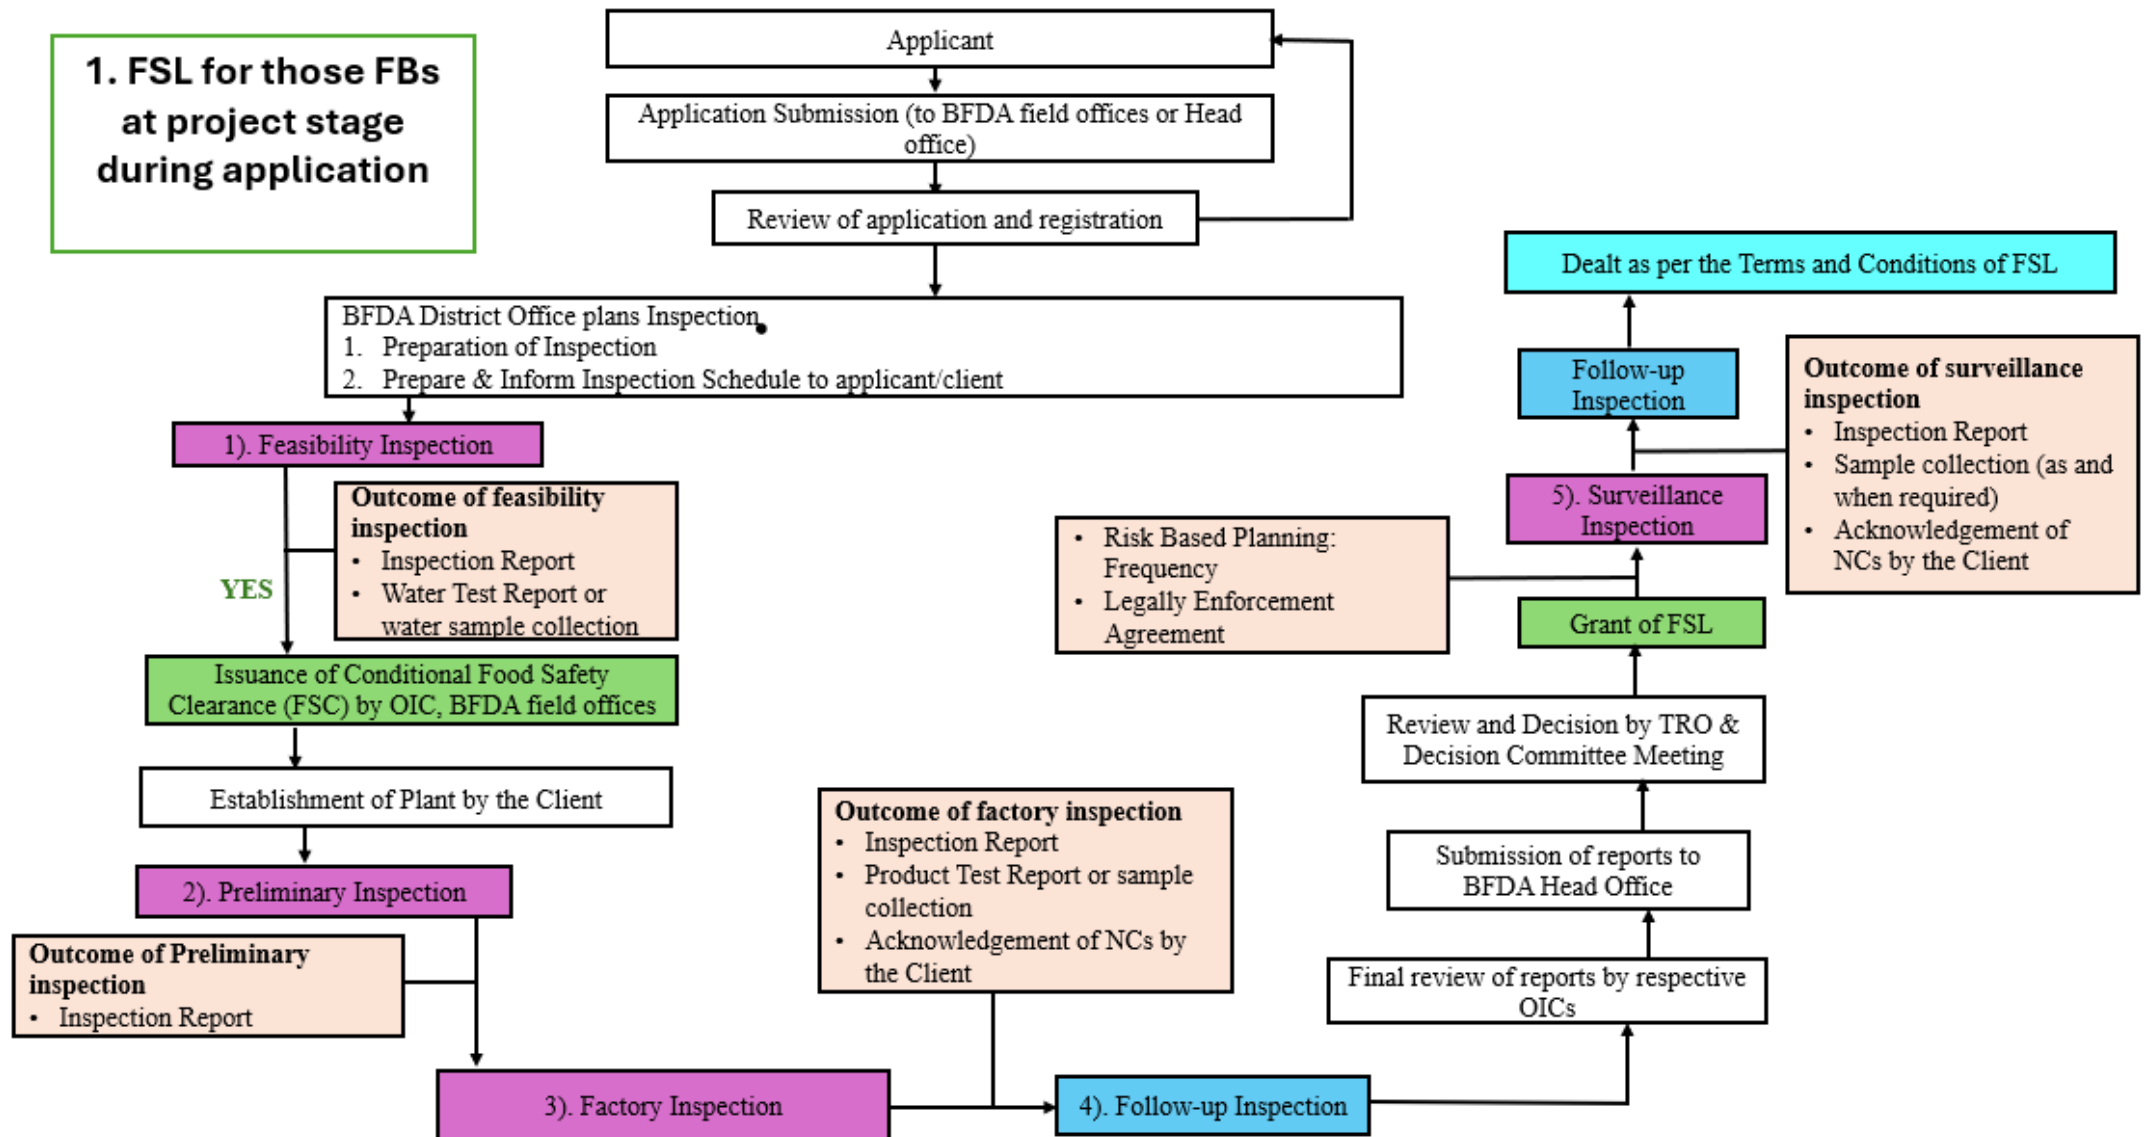 1. FSL for those FBs
at project stage
during application
Applicant
Application Submission (to BFDA field offices or Head
office)
Review of application and registration
BFDA District Office plans Inspection
1. Preparation of Inspection
2. Prepare & Inform Inspection Schedule to applicant/client
1). Feasibility Inspection
Outcome of feasibility
inspection
• Inspection Report
• Water Test Report or
water sample collection
YES
Issuance of Conditional Food Safety
Clearance (FSC) by OIC, BFDA field offices
Establishment of Plant by the Client
2). Preliminary Inspection
Outcome of Preliminary
inspection
• Inspection Report
3). Factory Inspection
Outcome of factory inspection
• Inspection Report
• Product Test Report or sample
collection
• Acknowledgement of NCs by
the Client
4). Follow-up Inspection
Final review of reports by respective
OICs
Submission of reports to
BFDA Head Office
Review and Decision by TRO &
Decision Committee Meeting
Grant of FSL
• Risk Based Planning:
Frequency
• Legally Enforcement
Agreement
5). Surveillance
Inspection
Outcome of surveillance
inspection
• Inspection Report
• Sample collection (as and
when required)
• Acknowledgement of
NCs by the Client
Follow-up
Inspection
Dealt as per the Terms and Conditions of FSL